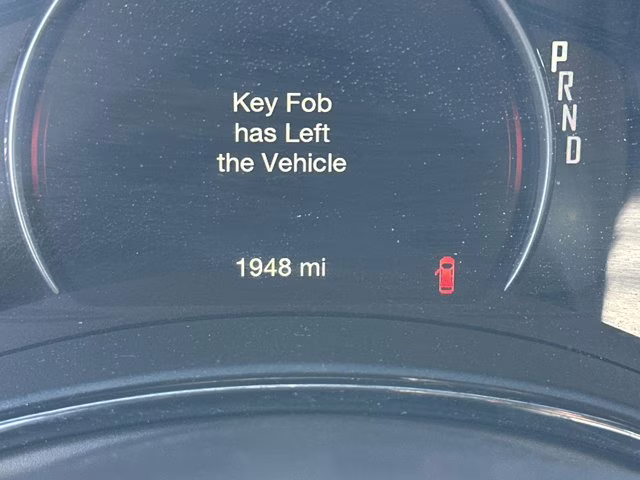 Key Fob
has Left
the Vehicle
1948 mi
P
R
N
D